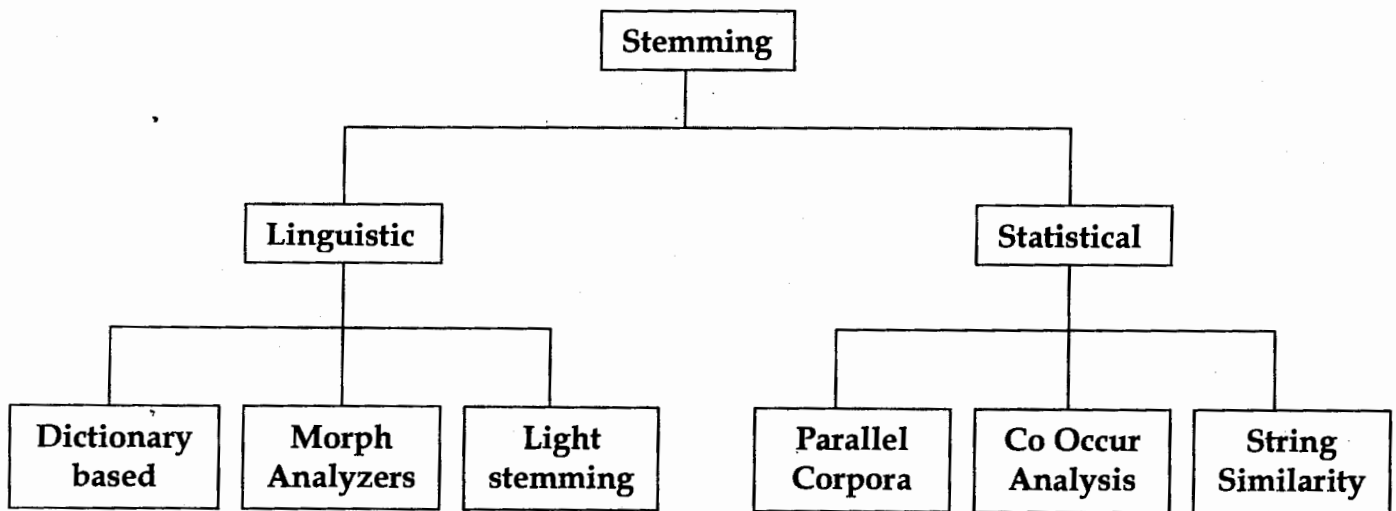 Stemming
Linguistic
Statistical
Dictionary
based
Morph
Analyzers
Light
stemming
Parallel
Corpora
Co Occur
Analysis
String
Similarity